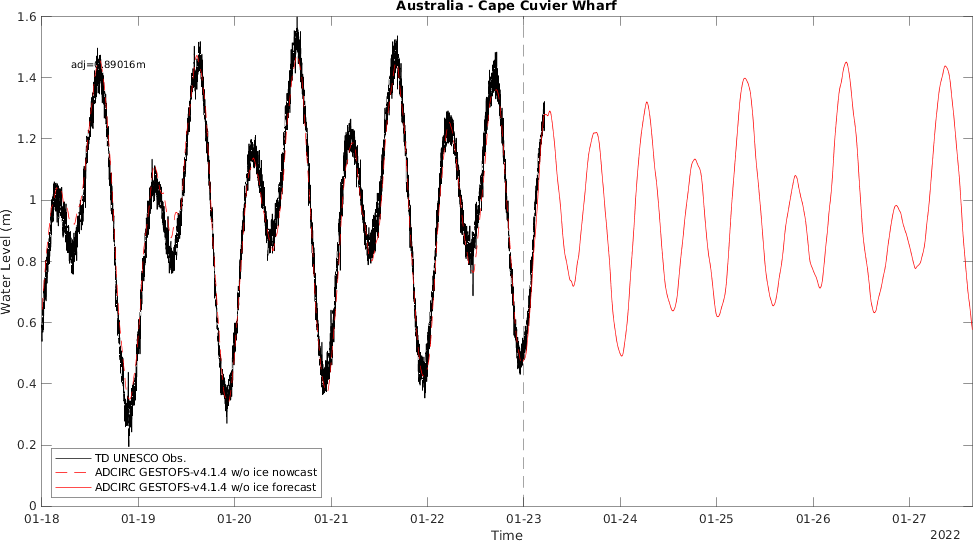 Australia - Cape Cuvier Wharf
1.6
1.4
1.2
1
0.8
0.6
0.4
0.2
0
Water Level (m)
TD UNESCO Obs.
ADCIRC GESTOFS-v4.1.4 w/o ice nowcast
ADCIRC GESTOFS-v4.1.4 w/o ice forecast
01-18 01-19 01-20 01-21 01-22 01-23 01-24 01-25 01-26 01-27
Time
2022